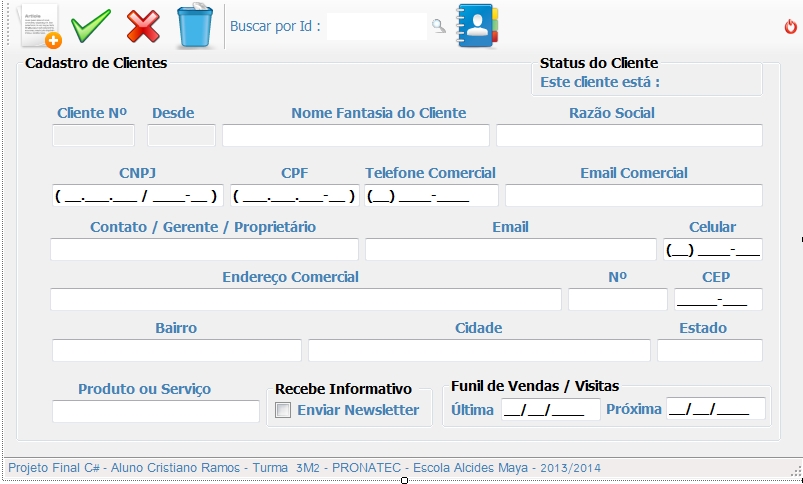 Buscar por Id :
Cadastro de Clientes
Status do Cliente
Este cliente está :
Cliente Nº Desde Nome Fantasia do Cliente Razão Social
CNPJ CPF Telefone Comercial Email Comercial
( __.___.___ / ____-__ ) ( ___.___.___-__ ) (__) ____-____
Contato / Gerente / Proprietário Email Celular
(__) ____-___
Endereço Comercial Nº CEP
_____-___
Bairro Cidade Estado
Produto ou Serviço Recebe Informativo Funil de Vendas / Visitas
Enviar Newsletter Última __/__/____ Próxima __/__/____
Projeto Final C# - Aluno Cristiano Ramos - Turma 3M2 - PRONATEC - Escola Alcides Maya - 2013/2014